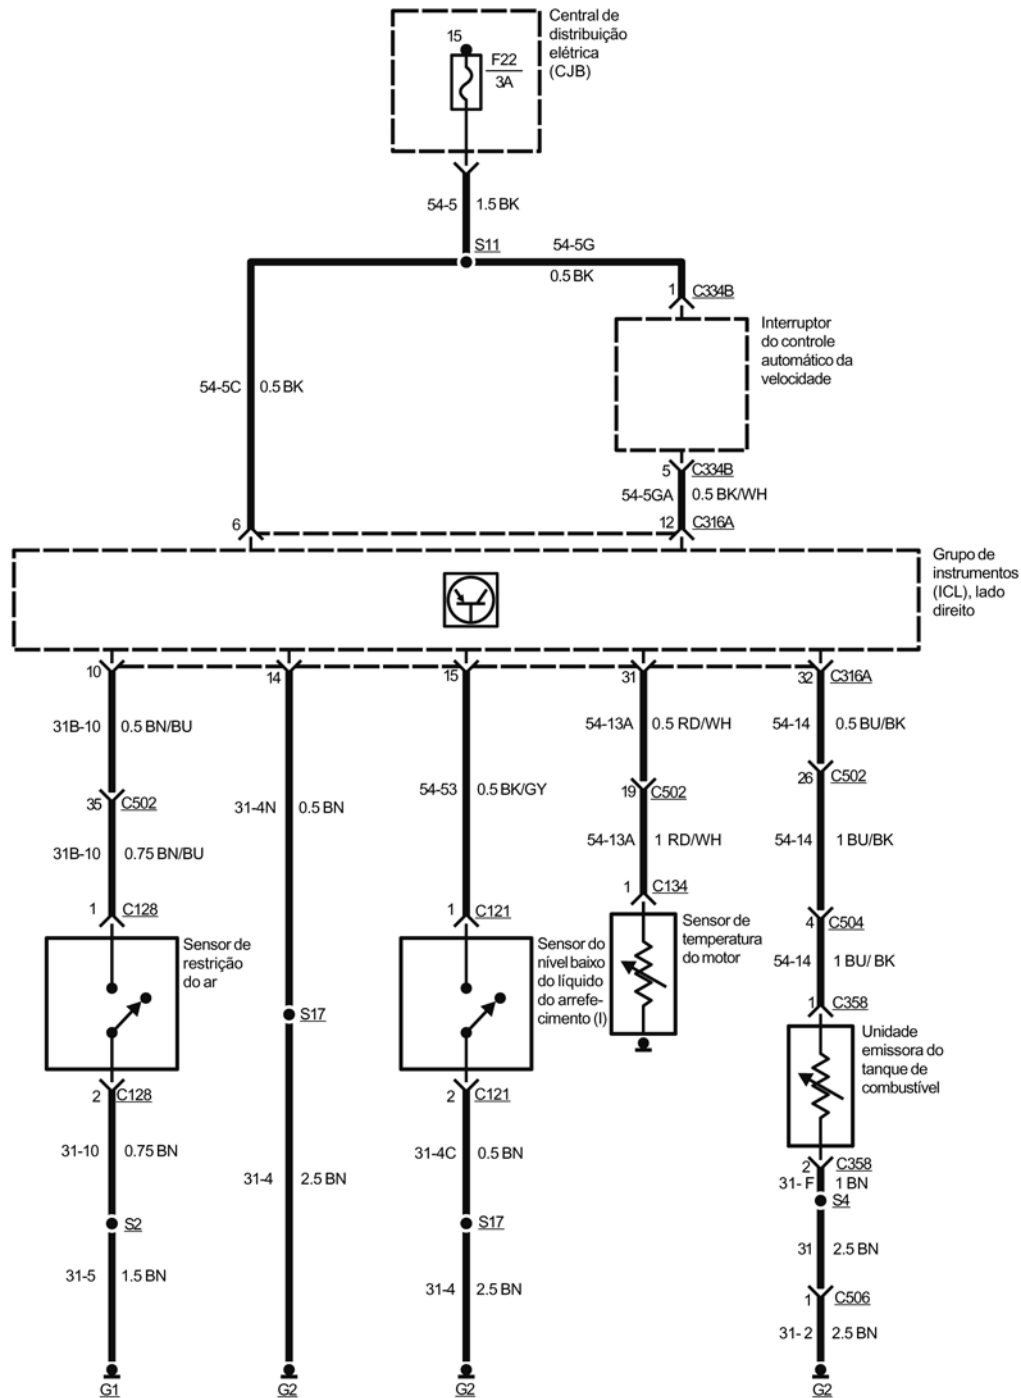 Central de
distribuição
elétrica
(CJB)
15
F22
3A
54-5 1.5 BK
S11 54-5G
0.5 BK
1 C334B
Interruptor
do controle
automático da
velocidade
54-5C 0.5 BK
5 C334B
54-5GA 0.5 BK/WH
6 12 C316A
Grupo de
instrumentos
(ICL), lado
direito
10 14 15 31 32 C316A
31B-10 0.5 BN/BU 54-13A 0.5 RD/WH 54-14 0.5 BU/BK
26 C502
54-53 0.5 BK/GY
19 C502
35 C502 31-4N 0.5 BN
54-13A 1 RD/WH 54-14 1 BU/BK
31B-10 0.75 BN/BU
1 C134
1 C128 1 C121
4 C504
Sensor de
restrição
do ar
Sensor do
nível baixo
do líquido
do arrefe-
cimento (I)
Sensor de
temperatura
do motor
54-14 1 BU/ BK
1 C358
S17
Unidade
emissora do
tanque de
combustível
2 C128 2 C121
31-10 0.75 BN 31-4C 0.5 BN
2 C358
31-4 2.5 BN
31- F 1 BN
S4
S2 S17
31 2.5 BN
31-5 1.5 BN 31-4 2.5 BN
1 C506
31- 2 2.5 BN
G1 G2 G2 G2